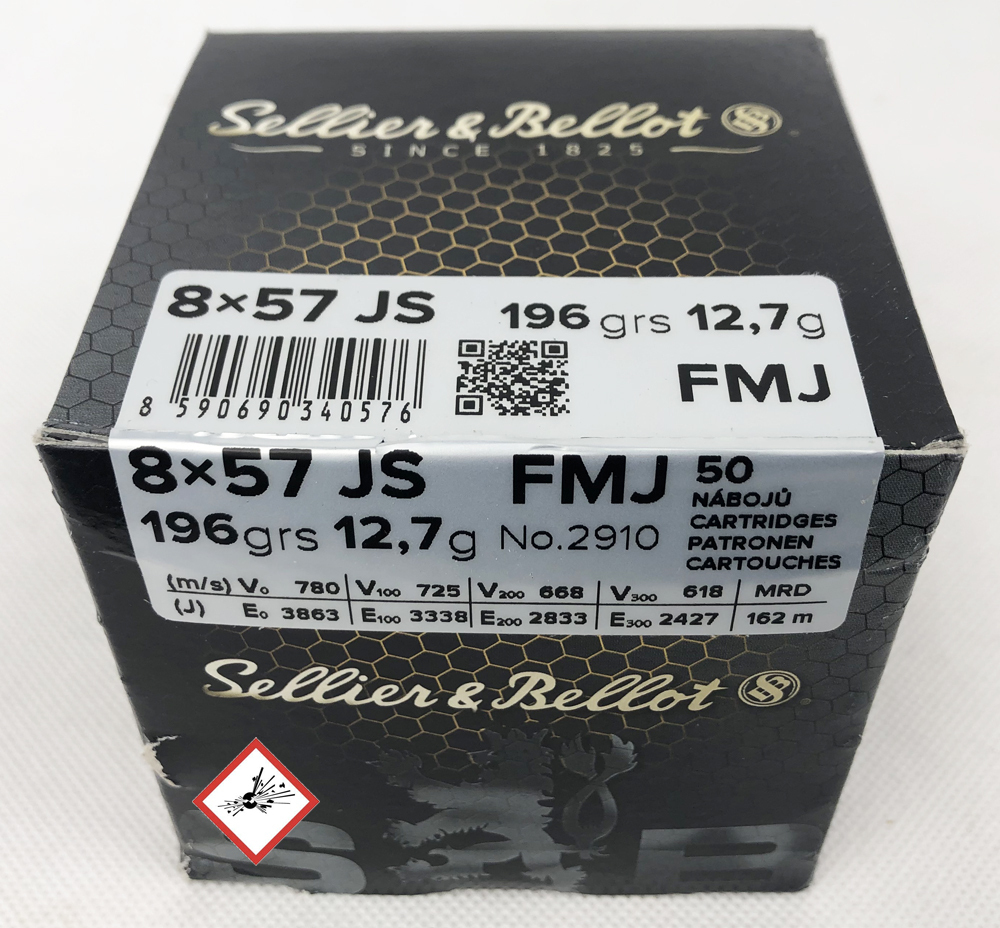 Sellier & Bellot SB
SINCE 1825
8×57 JS 196 grs 12,7g
FMJ
8 590690 340576
8×57 JS FMJ 50
NÁBOJŮ
196grs 12,7g No.2910 CARTRIDGES
PATRONEN
CARTOUCHES
(m/s) V₀ 780 V₁₀₀ 725 V₂₀₀ 668 V₃₀₀ 618 MRD
(J) E₀ 3863 E₁₀₀ 3338 E₂₀₀ 2833 E₃₀₀ 2427 162 m
Sellier & Bellot SB
S B